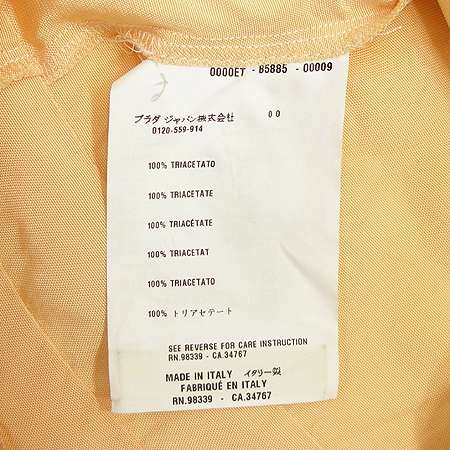 0000ET - B5885 - 00009
プラダ ジャパン株式会社 00
0120-559-914
100% TRIACETATO
100% TRIACETATE
100% TRIACÉTATE
100% TRIACETAT
100% TRIACETATO
100% トリアセテート
SEE REVERSE FOR CARE INSTRUCTION
RN.98339 - CA.34767
MADE IN ITALY イタリー製
FABRIQUÉ EN ITALY
RN.98339 - CA.34767